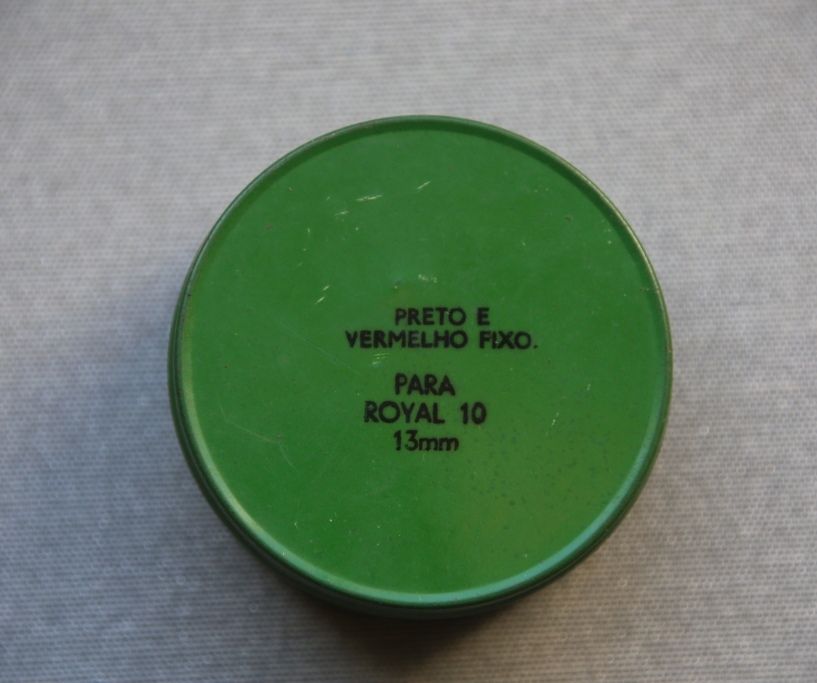 PRETO E
VERMELHO FIXO.
PARA
ROYAL 10
13mm